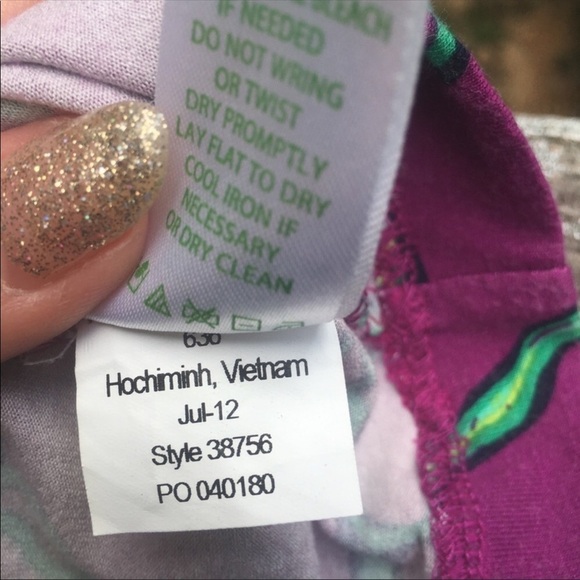 BLEACH
IF NEEDED
DO NOT WRING
OR TWIST
DRY PROMPTLY
LAY FLAT TO DRY
COOL IRON IF
NECESSARY
OR DRY CLEAN
Hochiminh, Vietnam
Jul-12
Style 38756
PO 040180